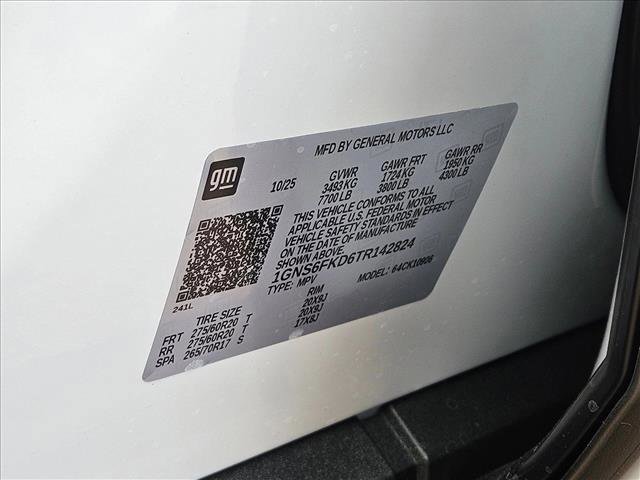 MFD BY GENERAL MOTORS LLC
gm
10/25 GVWR GAWR FRT GAWR RR
3493 KG 1724 KG 1950 KG
7700 LB 3800 LB 4300 LB
THIS VEHICLE CONFORMS TO ALL
APPLICABLE U.S. FEDERAL MOTOR
VEHICLE SAFETY STANDARDS IN EFFECT
ON THE DATE OF MANUFACTURE
SHOWN ABOVE.
1GNS6FKD6TR142824
TYPE: MPV MODEL: 64CK10906
241L
TIRE SIZE RIM
FRT 275/60R20 T 20X9J
RR 275/60R20 T 20X9J
SPA 265/70R17 S 17X8J